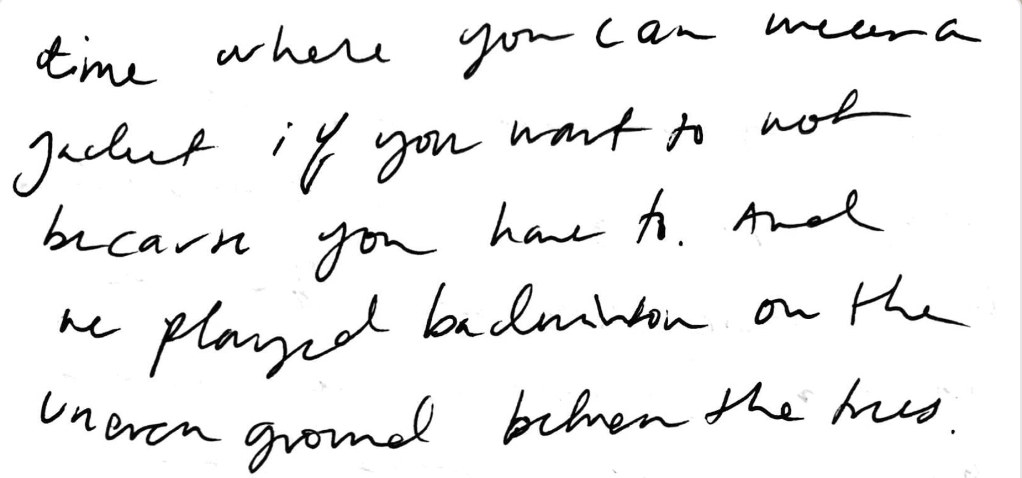 time where you can wear a
jacket if you want to not
because you have to. And
we played badminton on the
uneven ground between the trees.